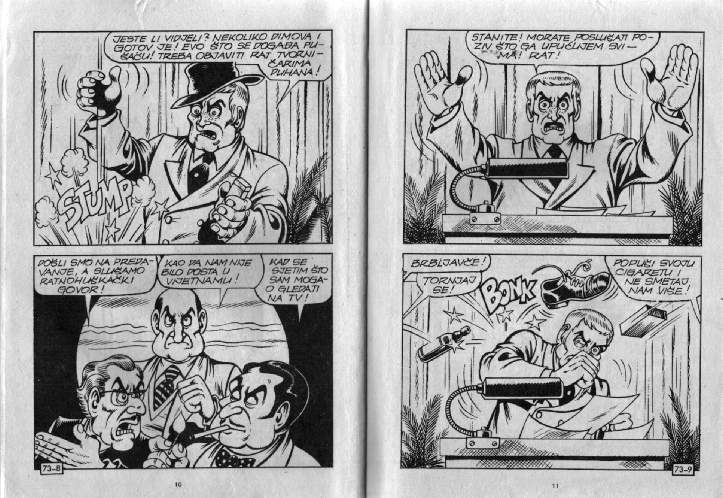 JESTE LI VIDJELI? NEKOLIKO DIMOVA I
GOTOV JE! EVO ŠTO SE DOGAĐA PU-
ŠAČU! TREBA OBJAVITI RAT TVORNI-
ČARIMA
DUHANA!
STUMP
DOŠLI SMO NA PREDA-
VANJE, A SLUŠAMO
RATNOHUŠKAČKI
GOVOR!
KAO DA NAM NIJE
BILO DOSTA U
VIJETNAMU!
KAD SE
SJETIM ŠTO
SAM MOGA-
O GLEDATI
NA TV!
73-8
10
STANITE! MORATE POSLUŠATI PO-
ZIV ŠTO GA UPUĆUJEM SVI-
MA! RAT!
BRBLJAVČE!
TORNJAJ
SE!
BONK
POPUŠI SVOJU
CIGARETU I
NE SMETAJ
NAM VIŠE!
73-9
11